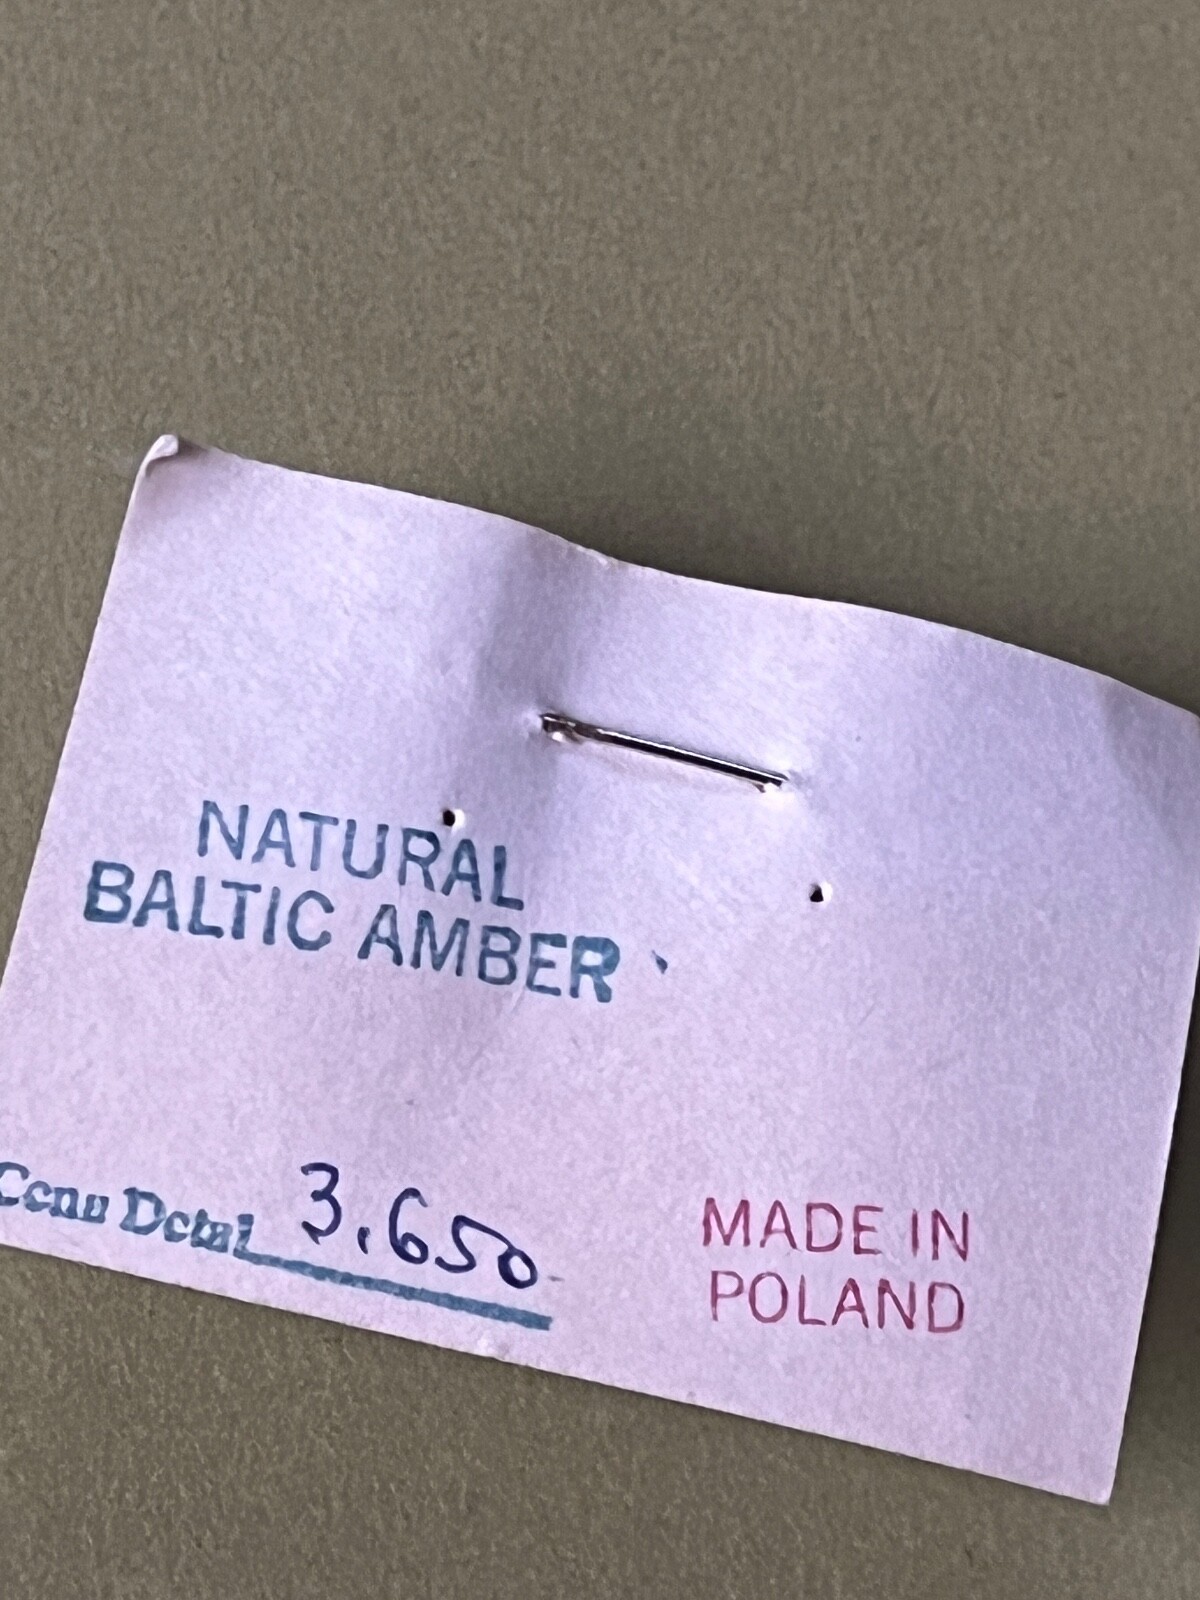 NATURAL
BALTIC AMBER
Cena Detal 3.650
MADE IN
POLAND